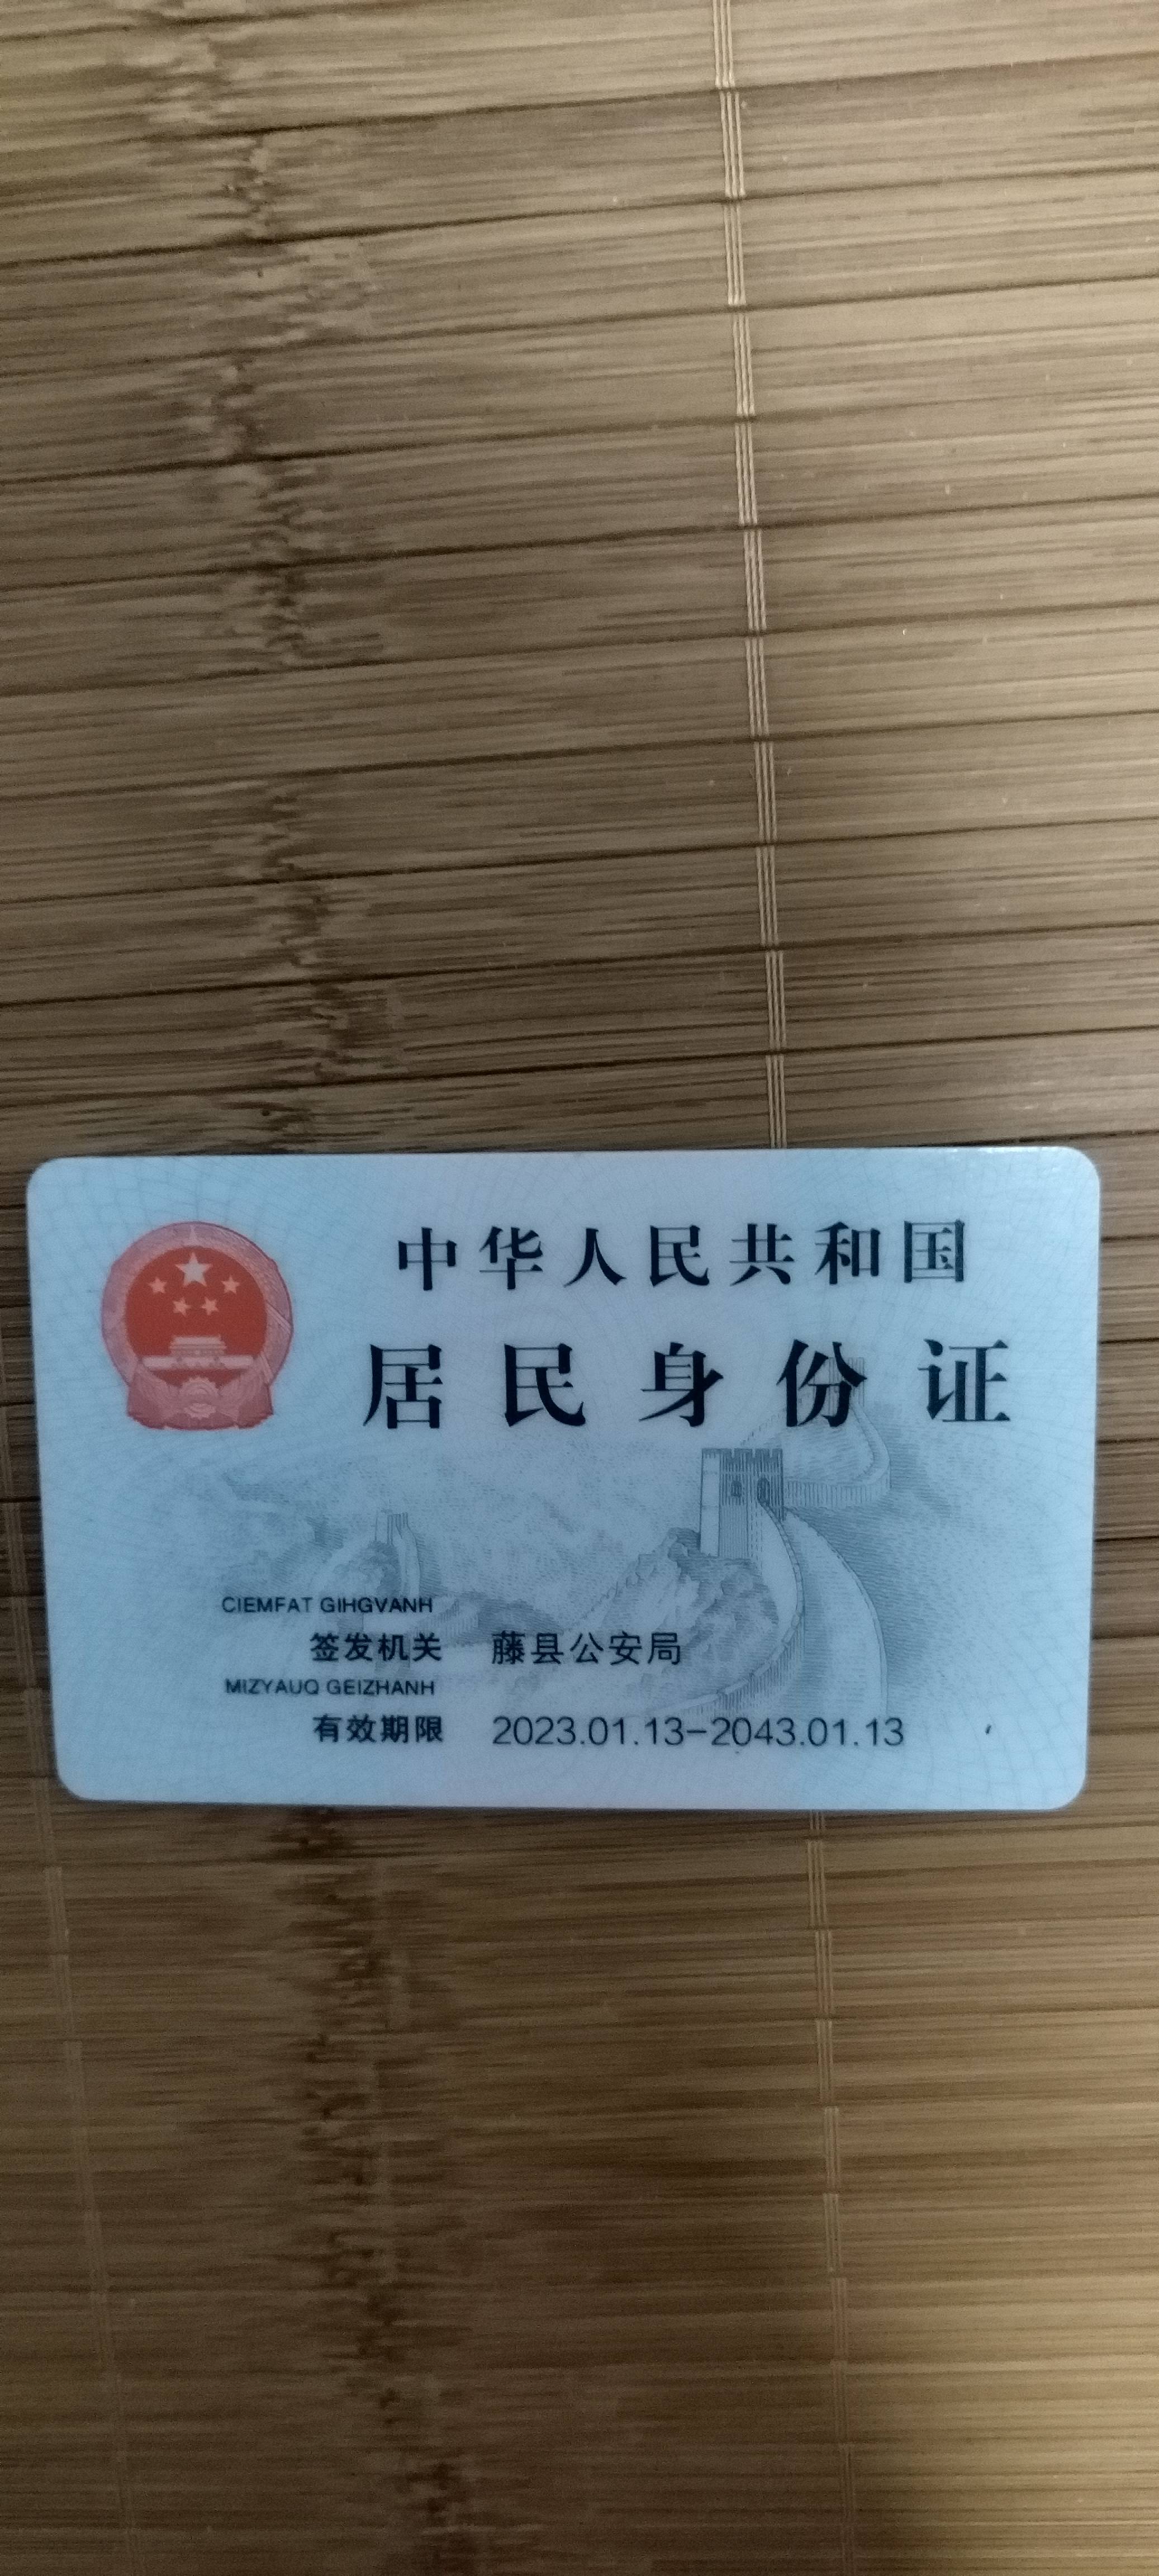 中华人民共和国
居民身份证
CIEMFAT GIHGVANH
签发机关 藤县公安局
MIZYAUQ GEIZHANH
有效期限 2023.01.13-2043.01.13